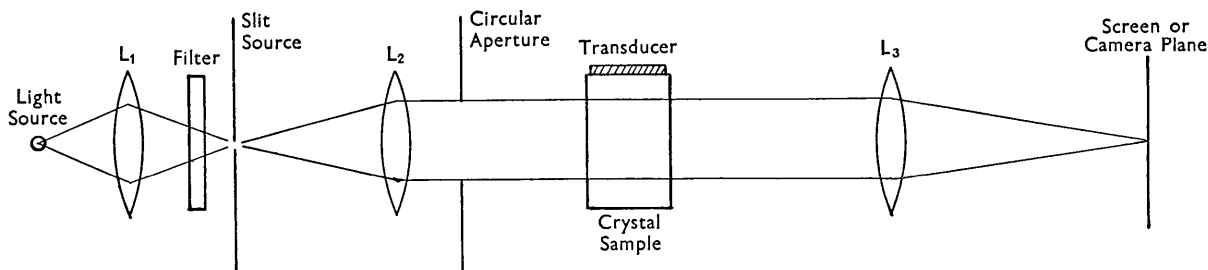 Light
Source
L1
Filter
Slit
Source
L2
Circular
Aperture
Transducer
Crystal
Sample
L3
Screen or
Camera Plane